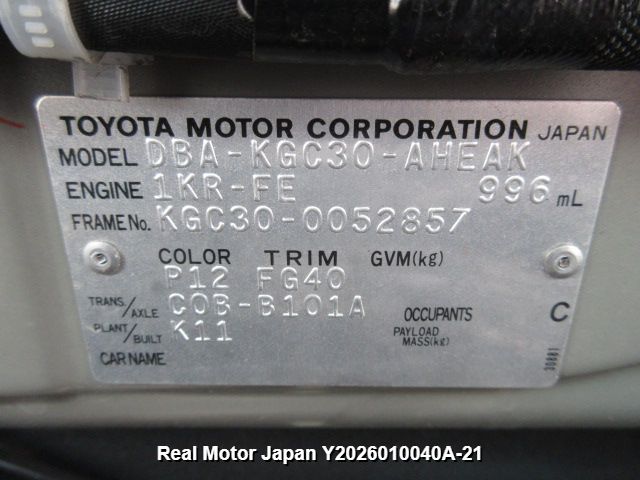 TOYOTA MOTOR CORPORATION JAPAN
MODEL DBA-KGC30-AHEAK
ENGINE 1KR-FE 996 mL
FRAME No. KGC30-0052857
COLOR TRIM GVM(kg)
P12 FG40
TRANS./AXLE COB-B101A OCCUPANTS C
PLANT/BUILT K11 PAYLOAD MASS(kg)
CAR NAME
30881
Real Motor Japan Y2026010040A-21